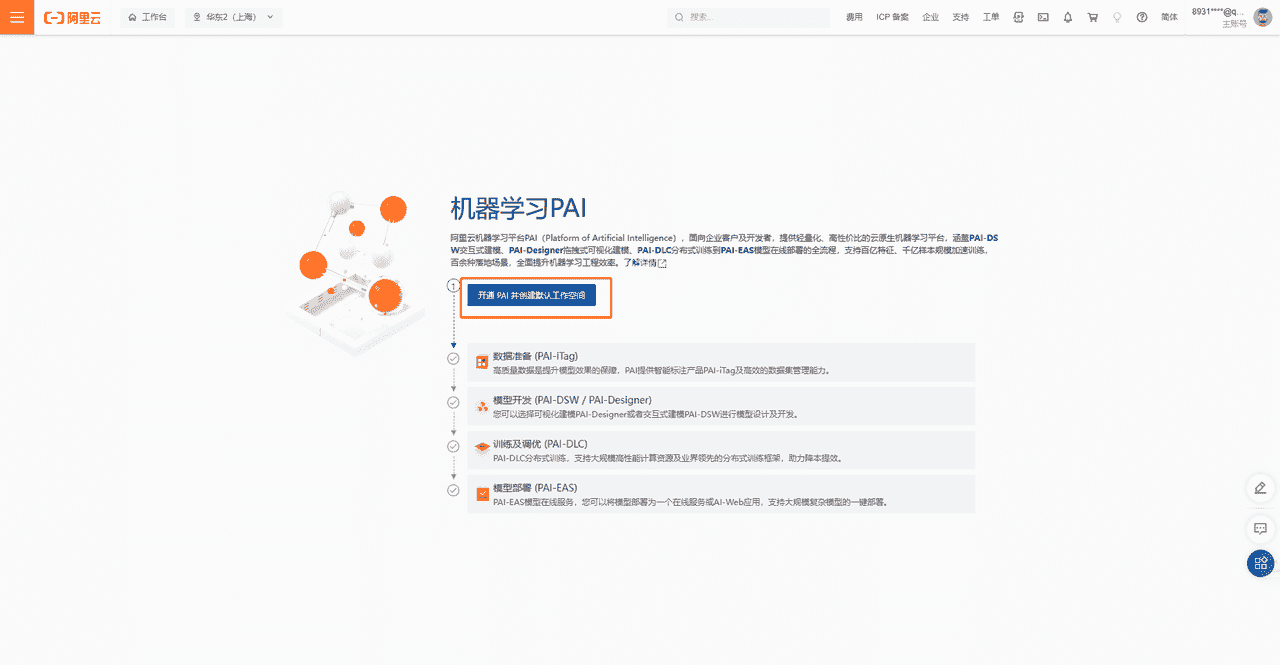 阿里云 工作台 华东2（上海） 搜索... 费用 ICP 备案 企业 支持 工单 简体 8931****@q...
主账号
机器学习PAI
阿里云机器学习平台PAI（Platform of Artificial Intelligence），面向企业客户及开发者，提供轻量化、高性价比的云原生机器学习平台，涵盖PAI-DS
W交互式建模、PAI-Designer拖拽式可视化建模、PAI-DLC分布式训练到PAI-EAS模型在线部署的全流程，支持百亿特征、千亿样本规模加速训练，
百余种落地场景，全面提升机器学习工程效率。了解详情
1
开通 PAI 并创建默认工作空间
数据准备 (PAI-iTag)
高质量数据是提升模型效果的保障，PAI提供智能标注产品PAI-iTag及高效的数据集管理能力。
模型开发 (PAI-DSW / PAI-Designer)
您可以选择可视化建模PAI-Designer或者交互式建模PAI-DSW进行模型设计及开发。
训练及调优 (PAI-DLC)
PAI-DLC分布式训练，支持大规模高性能计算资源及业界领先的分布式训练框架，助力降本提效。
模型部署 (PAI-EAS)
PAI-EAS模型在线服务，您可以将模型部署为一个在线服务或AI-Web应用，支持大规模复杂模型的一键部署。